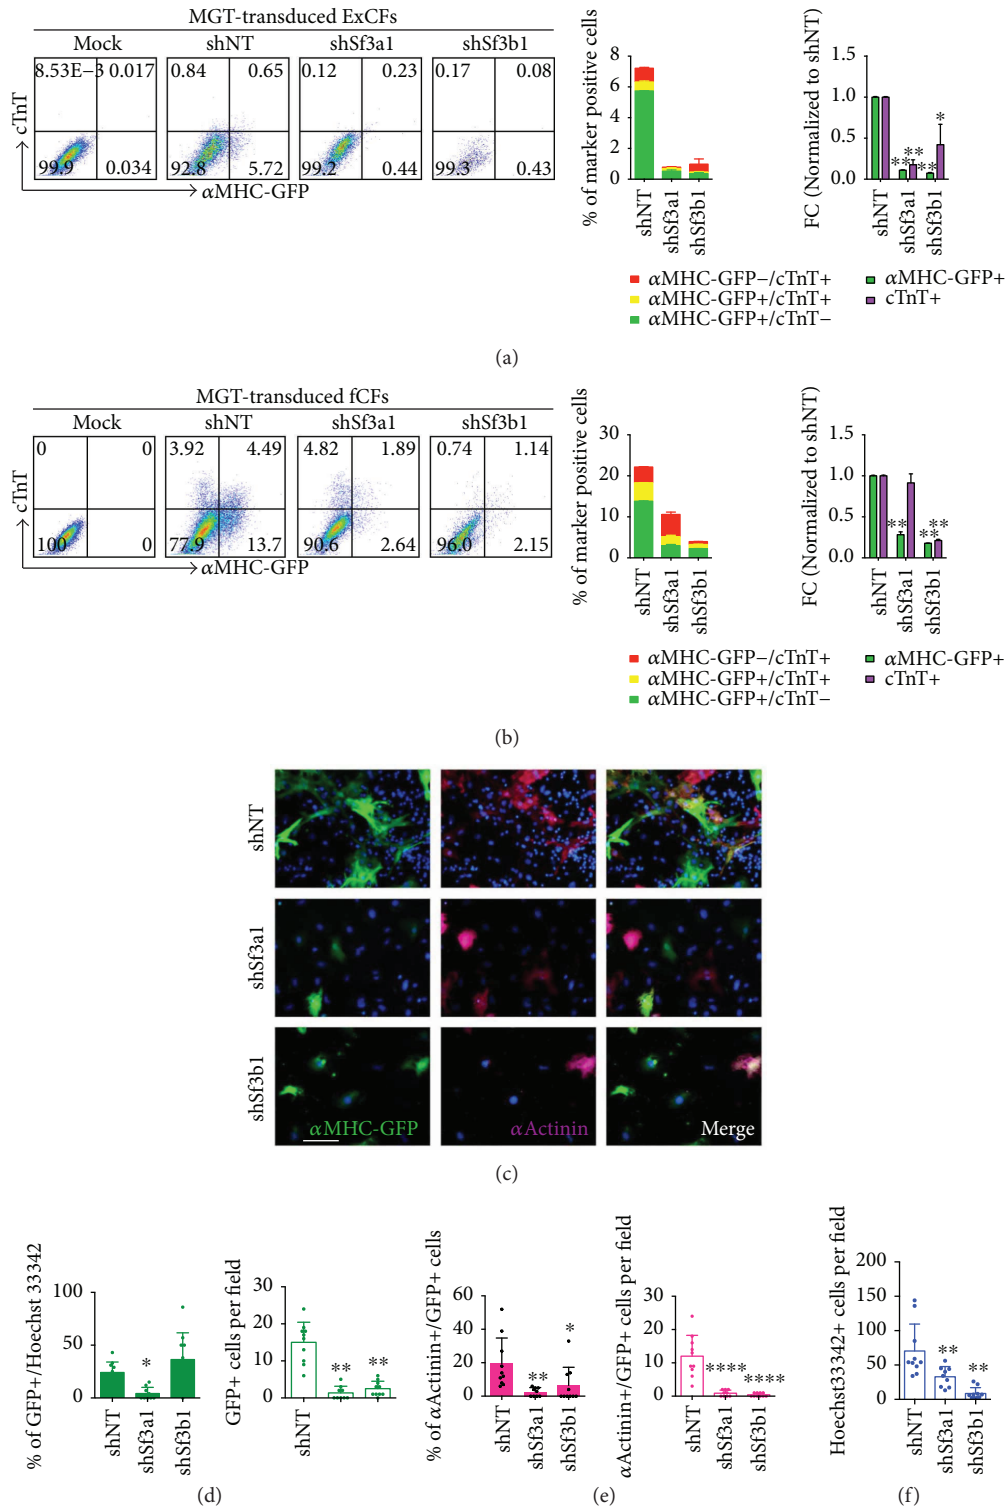 MGT-transduced ExCFs
Mock shNT shSf3a1 shSf3b1
8.53E−3 0.017 0.84 0.65 0.12 0.23 0.17 0.08
99.9 0.034 92.8 5.72 99.2 0.44 99.3 0.43
cTnT
αMHC-GFP
% of marker positive cells
8
6
4
2
0
shNT shSf3a1 shSf3b1
αMHC-GFP−/cTnT+
αMHC-GFP+/cTnT+
αMHC-GFP+/cTnT−
FC (Normalized to shNT)
1.5
1.0
0.5
0.0
** ** ** *
shNT shSf3a1 shSf3b1
αMHC-GFP+
cTnT+
(a)
MGT-transduced fCFs
Mock shNT shSf3a1 shSf3b1
0 0 3.92 4.49 4.82 1.89 0.74 1.14
100 0 77.9 13.7 90.6 2.64 96.0 2.15
cTnT
αMHC-GFP
% of marker positive cells
30
20
10
0
shNT shSf3a1 shSf3b1
αMHC-GFP−/cTnT+
αMHC-GFP+/cTnT+
αMHC-GFP+/cTnT−
FC (Normalized to shNT)
1.5
1.0
0.5
0.0
** ** **
shNT shSf3a1 shSf3b1
αMHC-GFP+
cTnT+
(b)
shNT
shSf3a1
shSf3b1
αMHC-GFP αActinin Merge
(c)
% of GFP+/Hoechst 33342
100
50
0
*
shNT shSf3a1 shSf3b1
GFP+ cells per field
30
20
10
0
** **
shNT shSf3a1 shSf3b1
(d)
% of αActinin+/GFP+ cells
60
40
20
0
** *
shNT shSf3a1 shSf3b1
αActinin+/GFP+ cells per field
30
20
10
0
**** ****
shNT shSf3a1 shSf3b1
(e)
Hoechst33342+ cells per field
200
150
100
50
0
** **
shNT shSf3a1 shSf3b1
(f)